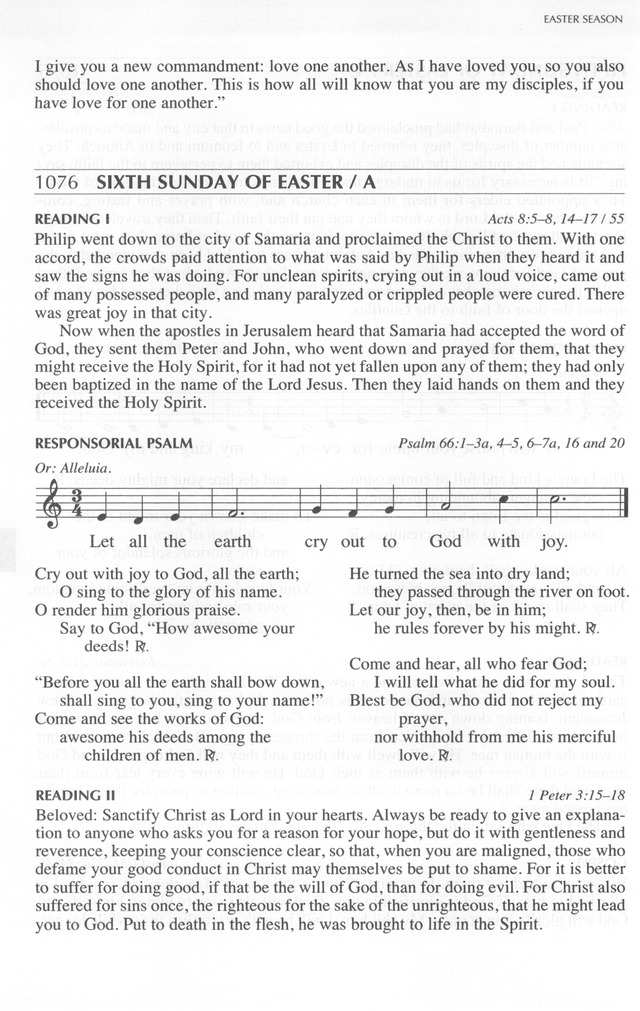 EASTER SEASON
I give you a new commandment: love one another. As I have loved you, so you also
should love one another. This is how all will know that you are my disciples, if you
have love for one another.”
1076 SIXTH SUNDAY OF EASTER / A
READING I Acts 8:5–8, 14–17 / 55
Philip went down to the city of Samaria and proclaimed the Christ to them. With one
accord, the crowds paid attention to what was said by Philip when they heard it and
saw the signs he was doing. For unclean spirits, crying out in a loud voice, came out
of many possessed people, and many paralyzed or crippled people were cured. There
was great joy in that city.
Now when the apostles in Jerusalem heard that Samaria had accepted the word of
God, they sent them Peter and John, who went down and prayed for them, that they
might receive the Holy Spirit, for it had not yet fallen upon any of them; they had only
been baptized in the name of the Lord Jesus. Then they laid hands on them and they
received the Holy Spirit.
RESPONSORIAL PSALM Psalm 66:1–3a, 4–5, 6–7a, 16 and 20
Or: Alleluia.
3
4
Let all the earth cry out to God with joy.
Cry out with joy to God, all the earth;
O sing to the glory of his name.
O render him glorious praise.
Say to God, “How awesome your
deeds! ℟.
“Before you all the earth shall bow down,
shall sing to you, sing to your name!”
Come and see the works of God:
awesome his deeds among the
children of men. ℟.
He turned the sea into dry land;
they passed through the river on foot.
Let our joy, then, be in him;
he rules forever by his might. ℟.
Come and hear, all who fear God;
I will tell what he did for my soul.
Blest be God, who did not reject my
prayer,
nor withhold from me his merciful
love. ℟.
READING II 1 Peter 3:15–18
Beloved: Sanctify Christ as Lord in your hearts. Always be ready to give an explana-
tion to anyone who asks you for a reason for your hope, but do it with gentleness and
reverence, keeping your conscience clear, so that, when you are maligned, those who
defame your good conduct in Christ may themselves be put to shame. For it is better
to suffer for doing good, if that be the will of God, than for doing evil. For Christ also
suffered for sins once, the righteous for the sake of the unrighteous, that he might lead
you to God. Put to death in the flesh, he was brought to life in the Spirit.